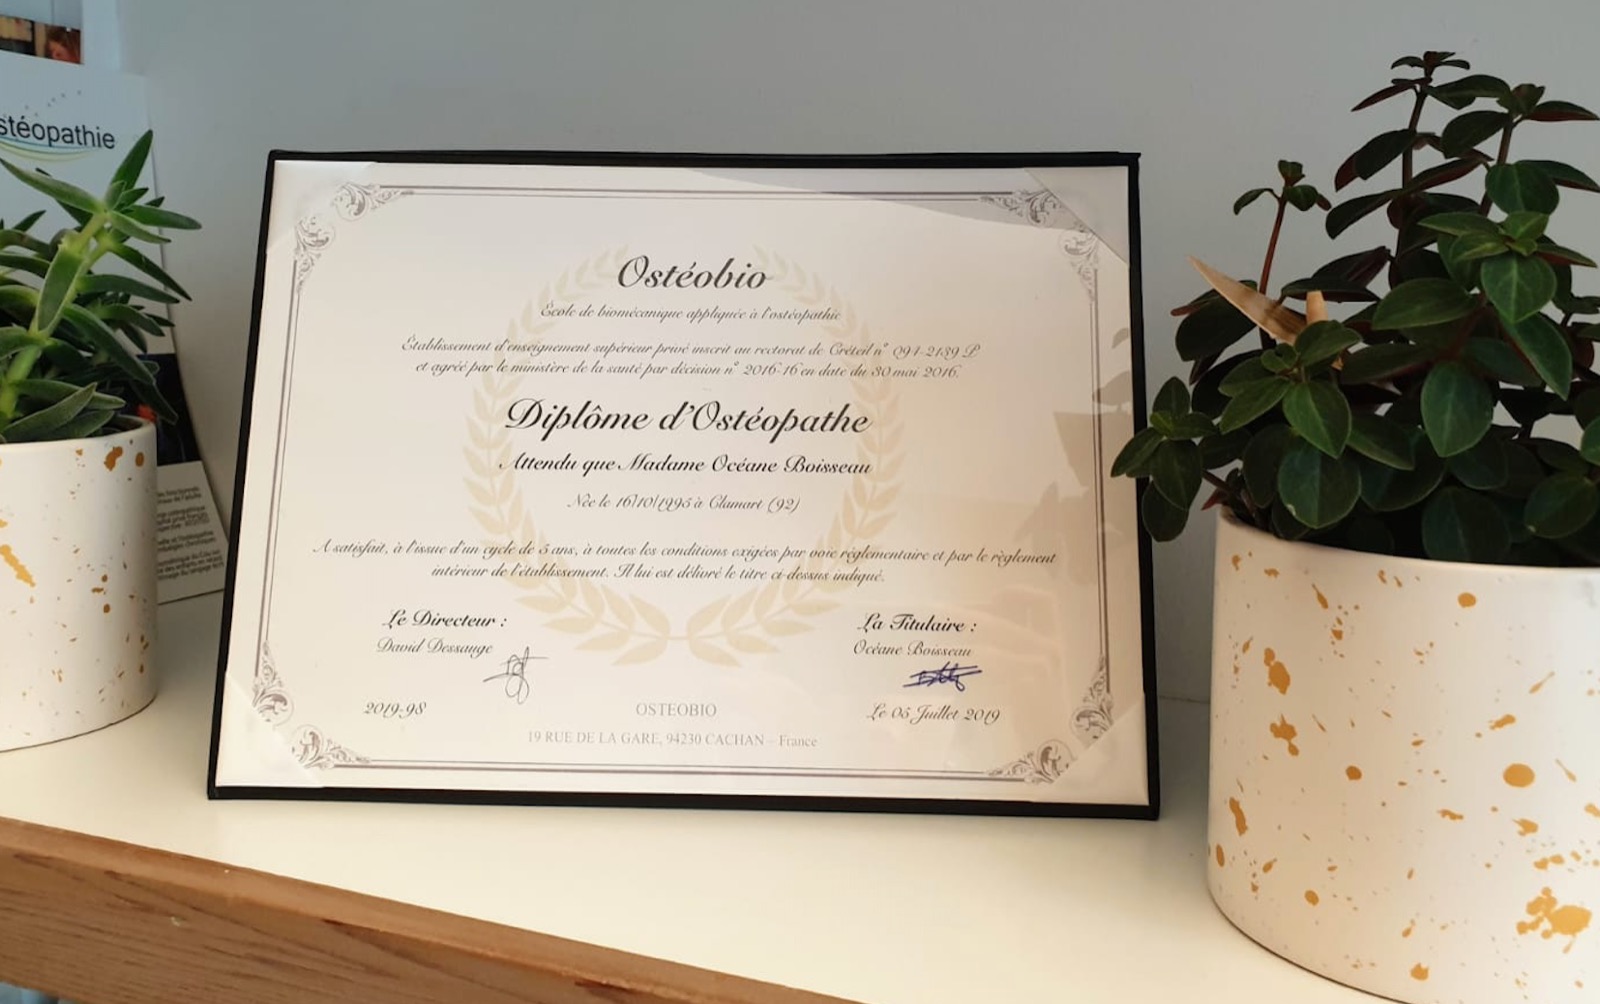 stéopathie
Ostéobio
École de biomécanique appliquée à l'ostéopathie
Établissement d'enseignement supérieur privé inscrit au rectorat de Créteil n° 094-2139 P
et agréé par le ministère de la santé par décision n° 2016-16 en date du 30 mai 2016.
Diplôme d'Ostéopathe
Attendu que Madame Océane Boisseau
Née le 16/10/1995 à Clamart (92)
A satisfait, à l'issue d'un cycle de 5 ans, à toutes les conditions exigées par voie règlementaire et par le règlement
intérieur de l'établissement. Il lui est délivré le titre ci-dessus indiqué.
Le Directeur :
David Dessauge
La Titulaire :
Océane Boisseau
2019-98
OSTEOBIO
Le 05 Juillet 2019
19 RUE DE LA GARE, 94230 CACHAN – France